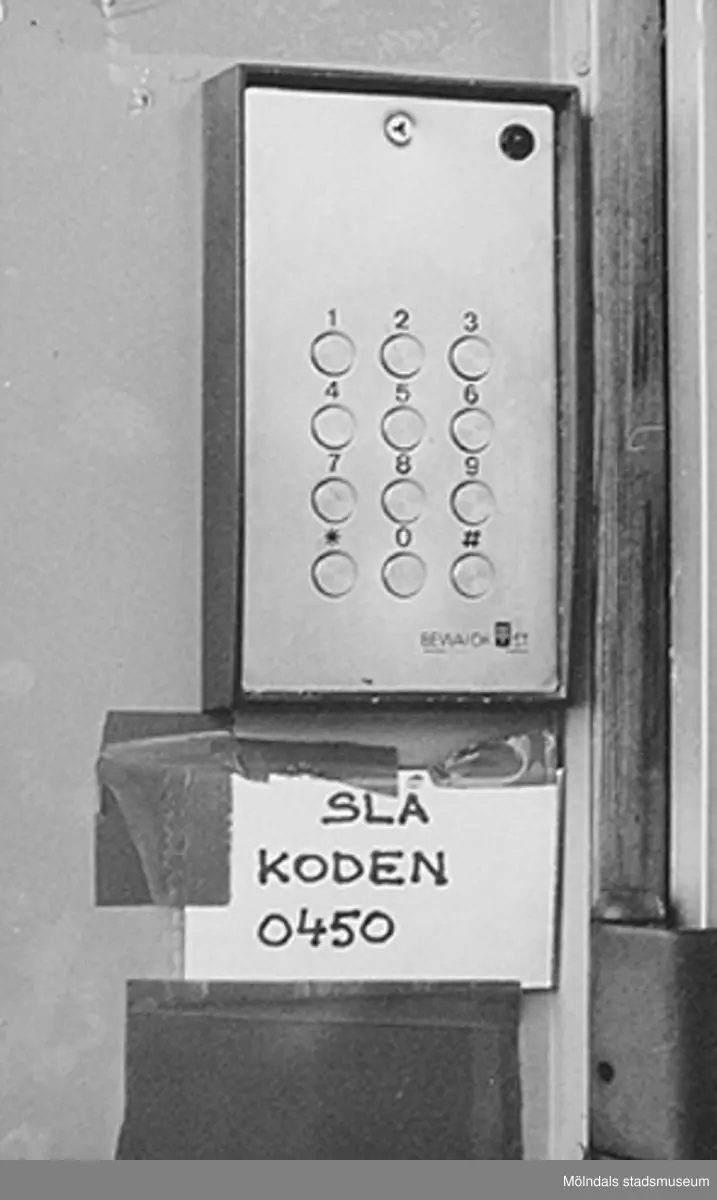 1 2 3
4 5 6
7 8 9
* 0 #
SLÅ
KODEN
0450
Mölndals stadsmuseum